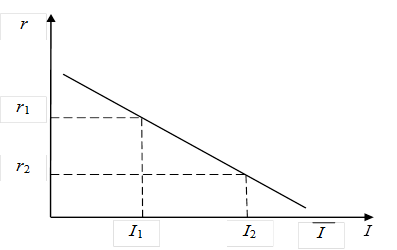 r
r₁
r₂
I₁ I₂ I̅ I